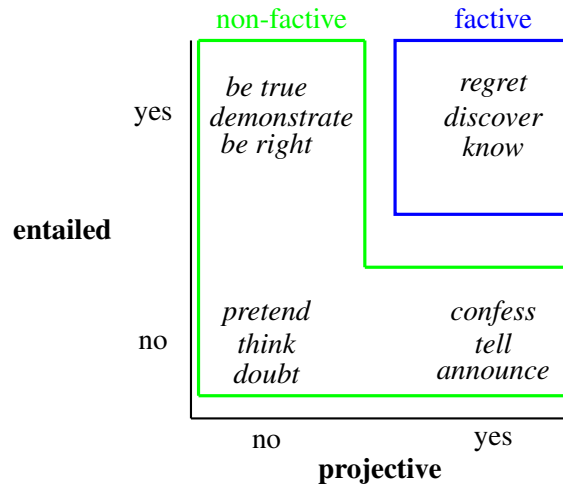 non-factive factive
yes
be true
demonstrate
be right
regret
discover
know
entailed
no
pretend
think
doubt
confess
tell
announce
no yes
projective